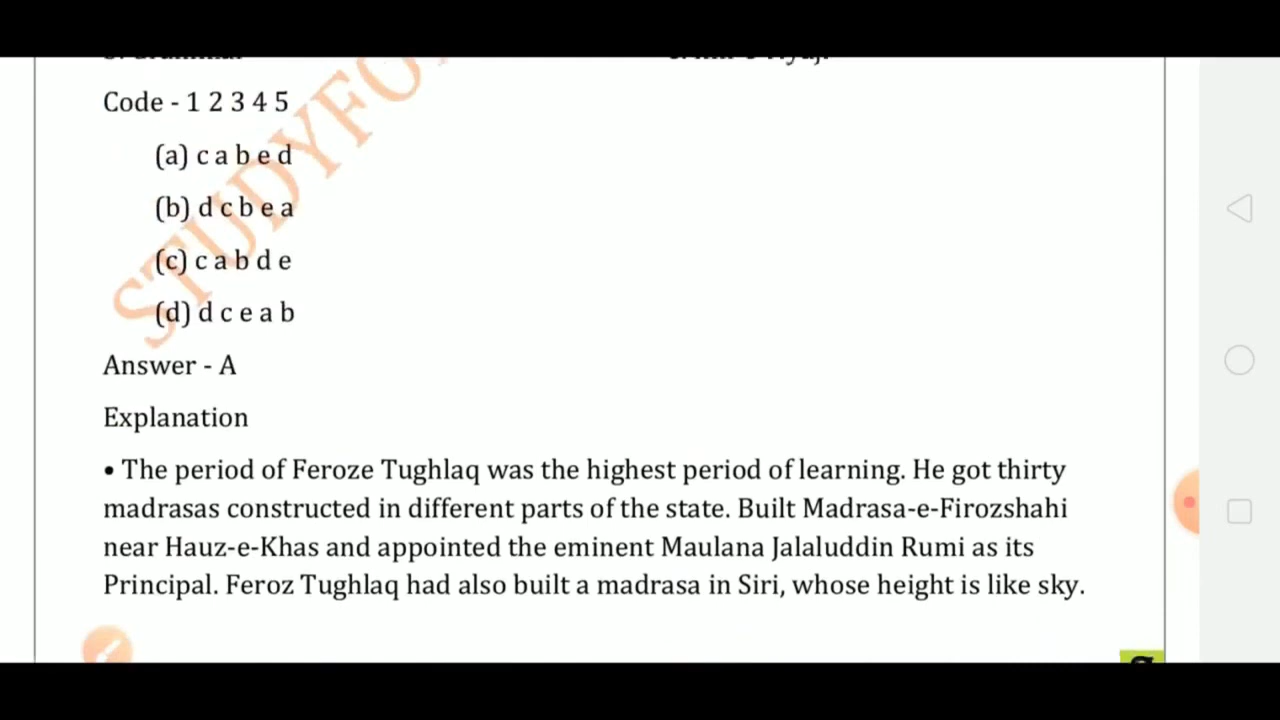 Code - 1 2 3 4 5
(a) c a b e d
(b) d c b e a
(c) c a b d e
(d) d c e a b
Answer - A
Explanation
• The period of Feroze Tughlaq was the highest period of learning. He got thirty
madrasas constructed in different parts of the state. Built Madrasa-e-Firozshahi
near Hauz-e-Khas and appointed the eminent Maulana Jalaluddin Rumi as its
Principal. Feroz Tughlaq had also built a madrasa in Siri, whose height is like sky.
STUDYFO